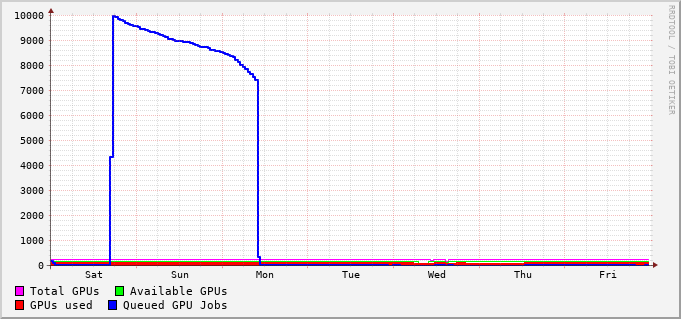 RRDTOOL / TOBI OETIKER
10000
9000
8000
7000
6000
5000
4000
3000
2000
1000
0
Sat Sun Mon Tue Wed Thu Fri
Total GPUs Available GPUs
GPUs used Queued GPU Jobs